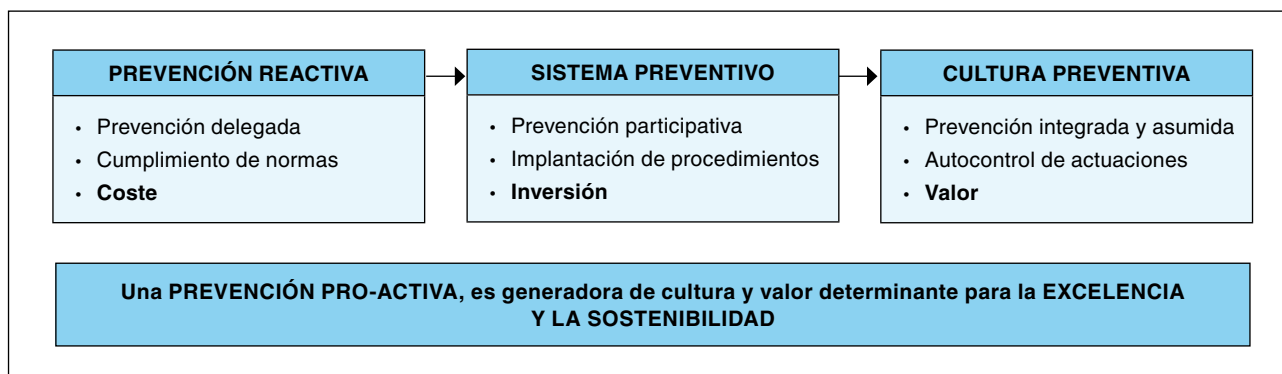 PREVENCIÓN REACTIVA
• Prevención delegada
• Cumplimiento de normas
• Coste
SISTEMA PREVENTIVO
• Prevención participativa
• Implantación de procedimientos
• Inversión
CULTURA PREVENTIVA
• Prevención integrada y asumida
• Autocontrol de actuaciones
• Valor
Una PREVENCIÓN PRO-ACTIVA, es generadora de cultura y valor determinante para la EXCELENCIA
Y LA SOSTENIBILIDAD